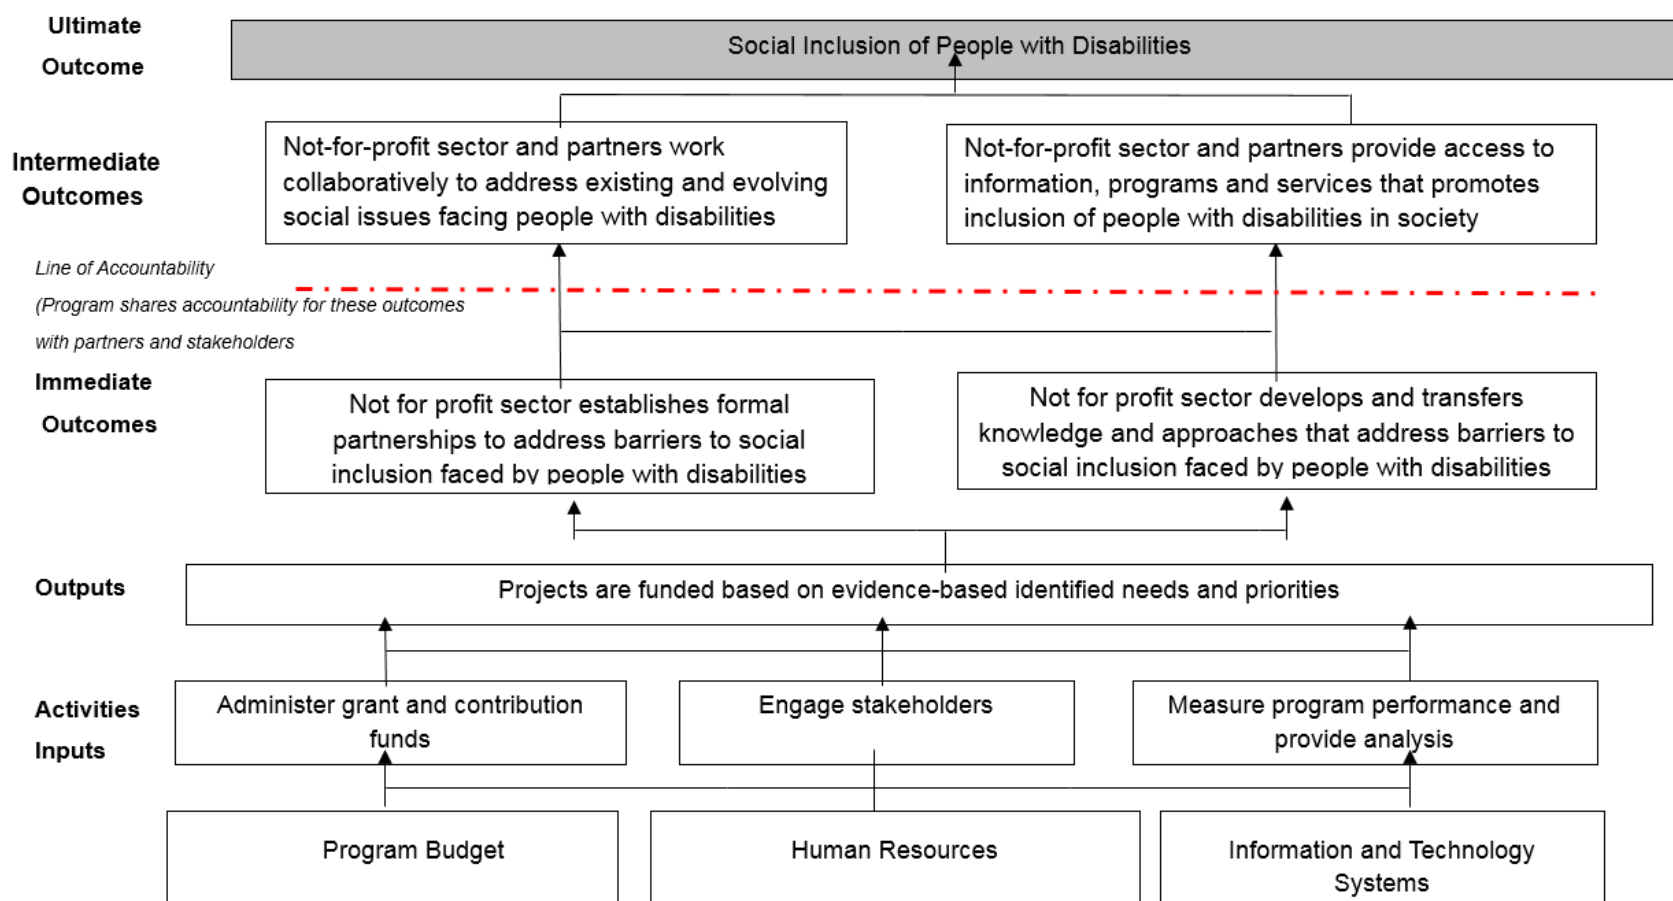 Ultimate
Outcome
Social Inclusion of People with Disabilities
Intermediate
Outcomes
Not-for-profit sector and partners work
collaboratively to address existing and evolving
social issues facing people with disabilities
Not-for-profit sector and partners provide access to
information, programs and services that promotes
inclusion of people with disabilities in society
Line of Accountability
(Program shares accountability for these outcomes
with partners and stakeholders
Immediate
Outcomes
Not for profit sector establishes formal
partnerships to address barriers to social
inclusion faced by people with disabilities
Not for profit sector develops and transfers
knowledge and approaches that address barriers to
social inclusion faced by people with disabilities
Outputs
Projects are funded based on evidence-based identified needs and priorities
Activities
Inputs
Administer grant and contribution
funds
Engage stakeholders
Measure program performance and
provide analysis
Program Budget
Human Resources
Information and Technology
Systems